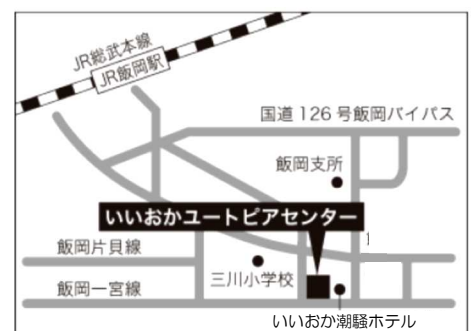 JR総武本線
JR飯岡駅
国道126号飯岡バイパス
飯岡支所
いいおかユートピアセンター
飯岡片貝線
三川小学校
飯岡一宮線
いいおか潮騒ホテル